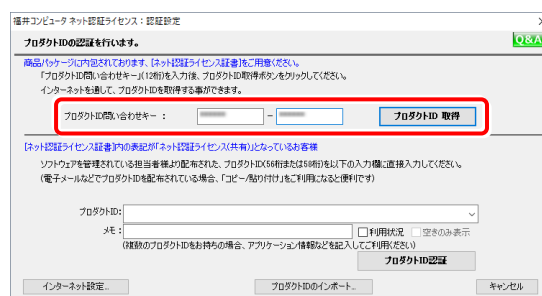 福井コンピュータ ネット認証ライセンス：認証設定
プロダクトIDの認証を行います。
Q&A
商品パッケージに内包されております、[ネット認証ライセンス証書]をご用意ください。
「プロダクトID問い合わせキー」(12桁)を入力後、プロダクトID取得ボタンをクリックしてください。
インターネットを通して、プロダクトIDを取得する事ができます。
プロダクトID問い合わせキー ： - プロダクトID 取得
[ネット認証ライセンス証書]内の表記が「ネット認証ライセンス(共有)」となっているお客様
ソフトウェアを管理されている担当者様より配布された、プロダクトID(56桁または58桁)を以下の入力欄に直接入力してください。
(電子メールなどでプロダクトIDを配布されている場合、「コピー/貼り付け」をご利用になると便利です)
プロダクトID：
メモ： 利用状況 空きのみ表示
(複数のプロダクトIDをお持ちの場合、アプリケーション情報などを記入してご利用ください)
プロダクトID認証
インターネット設定... プロダクトIDのインポート... キャンセル